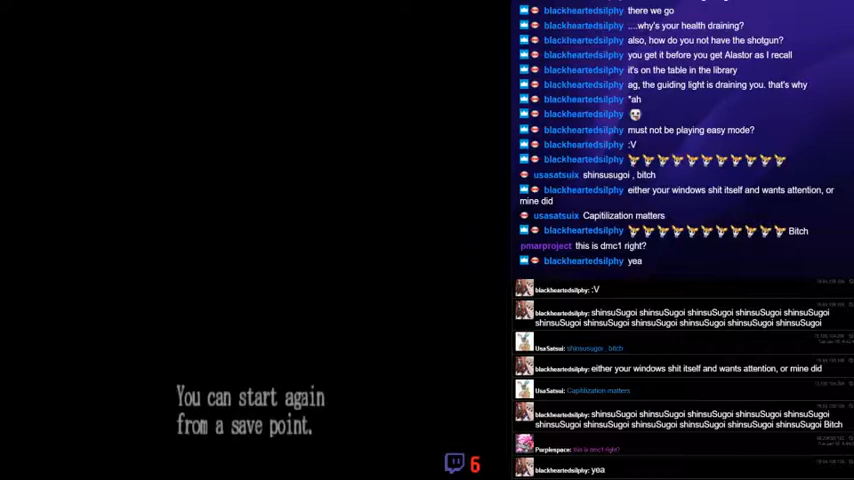 blackheartedsilphy there we go
blackheartedsilphy ....why's your health draining?
blackheartedsilphy also, how do you not have the shotgun?
blackheartedsilphy you get it before you get Alastor as I recall
blackheartedsilphy it's on the table in the library
blackheartedsilphy ag, the guiding light is draining you. that's why
blackheartedsilphy *ah
blackheartedsilphy
blackheartedsilphy must not be playing easy mode?
blackheartedsilphy :V
blackheartedsilphy
usasatsuix shinsusugoi , bitch
blackheartedsilphy either your windows shit itself and wants attention, or
mine did
usasatsuix Capitilization matters
blackheartedsilphy Bitch
pmarproject this is dmc1 right?
blackheartedsilphy yea
blackheartedsilphy: :V
blackheartedsilphy: shinsuSugoi shinsuSugoi shinsuSugoi shinsuSugoi shinsuSugoi
shinsuSugoi shinsuSugoi shinsuSugoi shinsuSugoi shinsuSugoi shinsuSugoi
UsaSatsui: shinsusugoi , bitch
blackheartedsilphy: either your windows shit itself and wants attention, or mine did
UsaSatsui: Capitilization matters
blackheartedsilphy: shinsuSugoi shinsuSugoi shinsuSugoi shinsuSugoi shinsuSugoi
shinsuSugoi shinsuSugoi shinsuSugoi shinsuSugoi shinsuSugoi shinsuSugoi Bitch
Purplespace: this is dmc1 right?
blackheartedsilphy: yea
You can start again
from a save point.
6